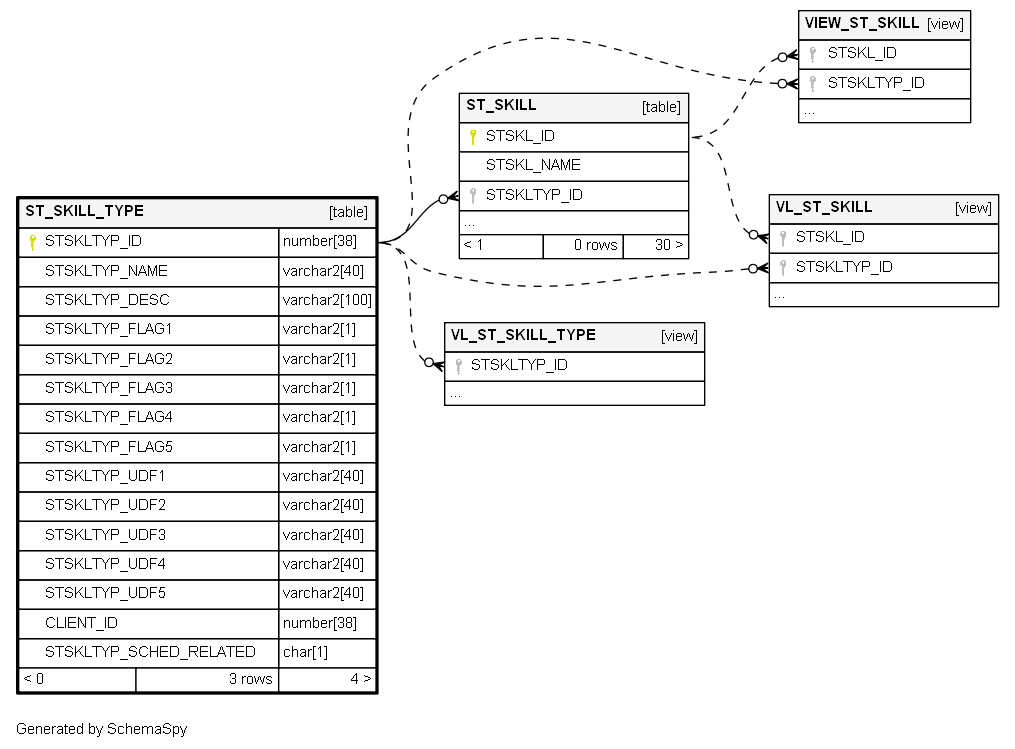 VIEW_ST_SKILL [view]
STSKL_ID
STSKLTYP_ID
...
ST_SKILL [table]
STSKL_ID
STSKL_NAME
STSKLTYP_ID
...
< 1 0 rows 30 >
VL_ST_SKILL [view]
STSKL_ID
STSKLTYP_ID
...
VL_ST_SKILL_TYPE [view]
STSKLTYP_ID
...
ST_SKILL_TYPE [table]
STSKLTYP_ID number[38]
STSKLTYP_NAME varchar2[40]
STSKLTYP_DESC varchar2[100]
STSKLTYP_FLAG1 varchar2[1]
STSKLTYP_FLAG2 varchar2[1]
STSKLTYP_FLAG3 varchar2[1]
STSKLTYP_FLAG4 varchar2[1]
STSKLTYP_FLAG5 varchar2[1]
STSKLTYP_UDF1 varchar2[40]
STSKLTYP_UDF2 varchar2[40]
STSKLTYP_UDF3 varchar2[40]
STSKLTYP_UDF4 varchar2[40]
STSKLTYP_UDF5 varchar2[40]
CLIENT_ID number[38]
STSKLTYP_SCHED_RELATED char[1]
< 0 3 rows 4 >
Generated by SchemaSpy